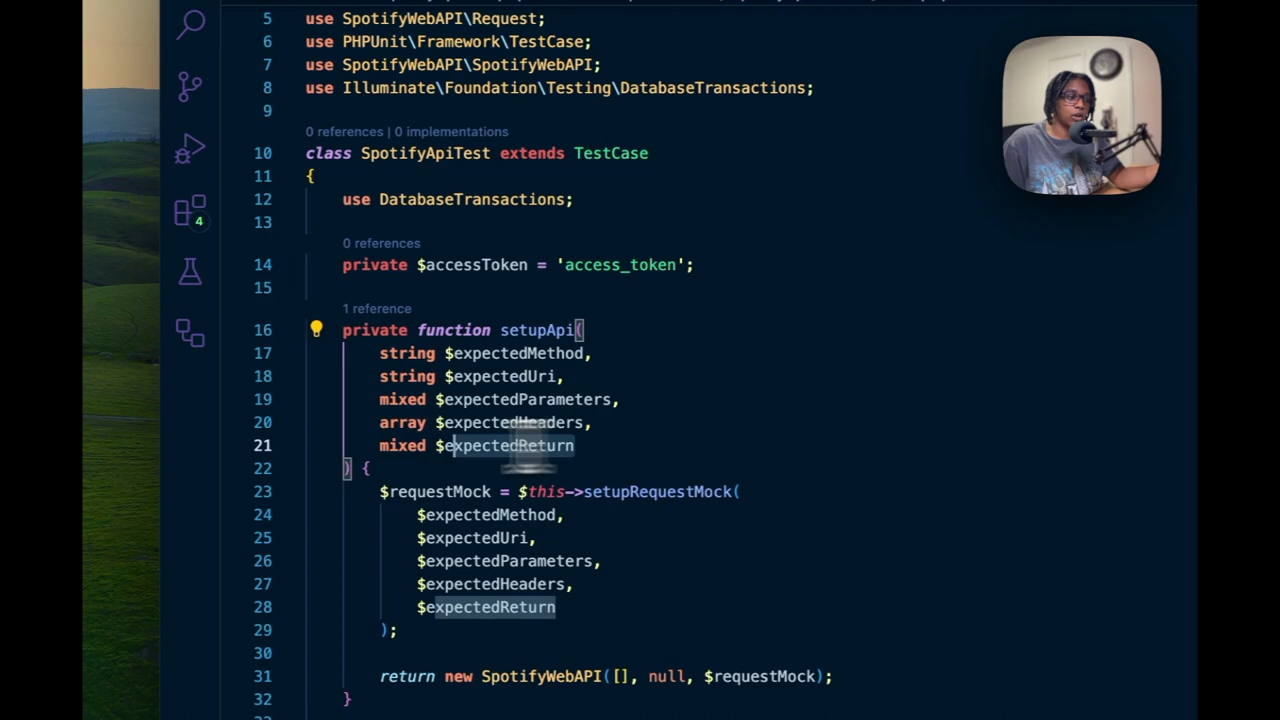 5 use SpotifyWebAPI\Request;
6 use PHPUnit\Framework\TestCase;
7 use SpotifyWebAPI\SpotifyWebAPI;
8 use Illuminate\Foundation\Testing\DatabaseTransactions;
9
0 references | 0 implementations
10 class SpotifyApiTest extends TestCase
11 {
12 use DatabaseTransactions;
13
0 references
14 private $accessToken = 'access_token';
15
1 reference
16 private function setupApi(
17 string $expectedMethod,
18 string $expectedUri,
19 mixed $expectedParameters,
20 array $expectedHeaders,
21 mixed $expectedReturn
22 ) {
23 $requestMock = $this->setupRequestMock(
24 $expectedMethod,
25 $expectedUri,
26 $expectedParameters,
27 $expectedHeaders,
28 $expectedReturn
29 );
30
31 return new SpotifyWebAPI([], null, $requestMock);
32 }
4